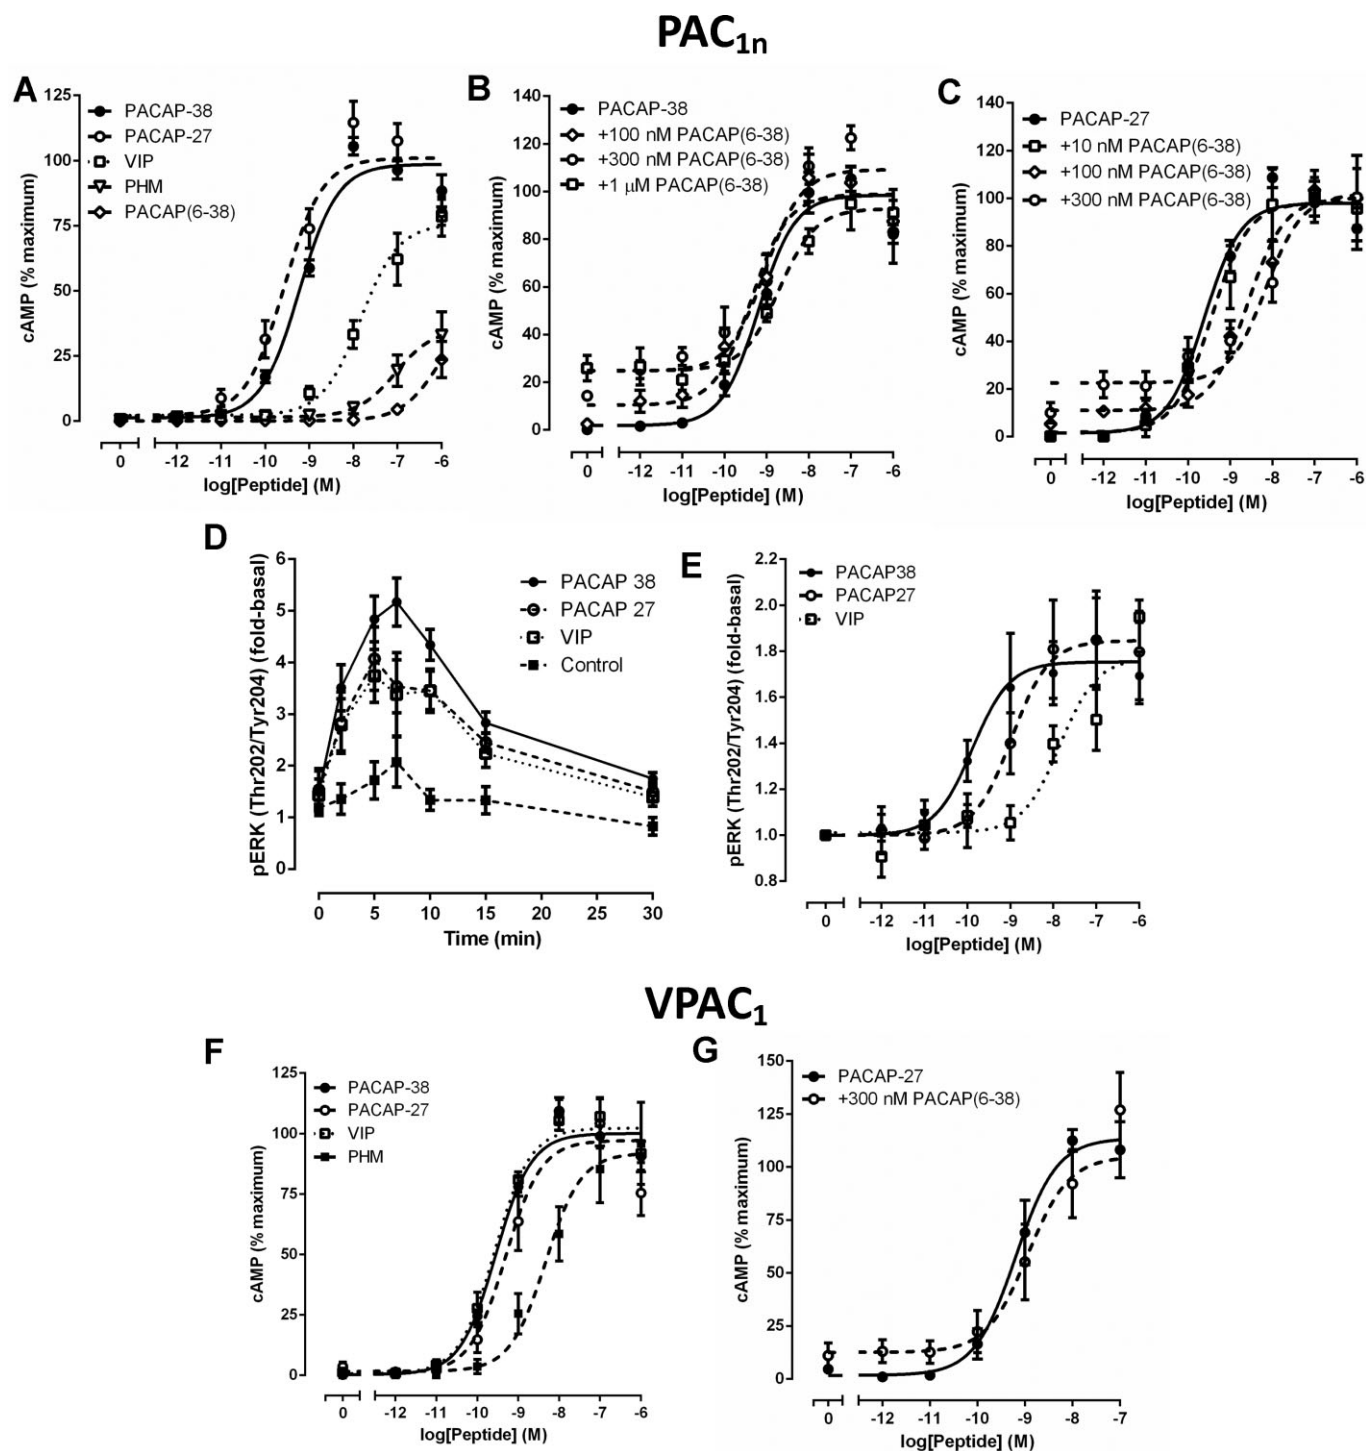 PAC1n
A
PACAP-38
PACAP-27
VIP
PHM
PACAP(6-38)
125
100
75
50
25
0
cAMP (% maximum)
0 -12 -11 -10 -9 -8 -7 -6
log[Peptide] (M)
B
PACAP-38
+100 nM PACAP(6-38)
+300 nM PACAP(6-38)
+1 μM PACAP(6-38)
140
120
100
80
60
40
20
0
cAMP (% maximum)
0 -12 -11 -10 -9 -8 -7 -6
log[Peptide] (M)
C
PACAP-27
+10 nM PACAP(6-38)
+100 nM PACAP(6-38)
+300 nM PACAP(6-38)
140
120
100
80
60
40
20
0
cAMP (% maximum)
0 -12 -11 -10 -9 -8 -7 -6
log[Peptide] (M)
D
PACAP 38
PACAP 27
VIP
Control
6
5
4
3
2
1
0
pERK (Thr202/Tyr204) (fold-basal)
0 5 10 15 20 25 30
Time (min)
E
PACAP38
PACAP27
VIP
2.2
2.0
1.8
1.6
1.4
1.2
1.0
0.8
pERK (Thr202/Tyr204) (fold-basal)
0 -12 -11 -10 -9 -8 -7 -6
log[Peptide] (M)
VPAC1
F
PACAP-38
PACAP-27
VIP
PHM
125
100
75
50
25
0
cAMP (% maximum)
0 -12 -11 -10 -9 -8 -7 -6
log[Peptide] (M)
G
PACAP-27
+300 nM PACAP(6-38)
150
125
100
75
50
25
0
cAMP (% maximum)
0 -12 -11 -10 -9 -8 -7
log[Peptide] (M)